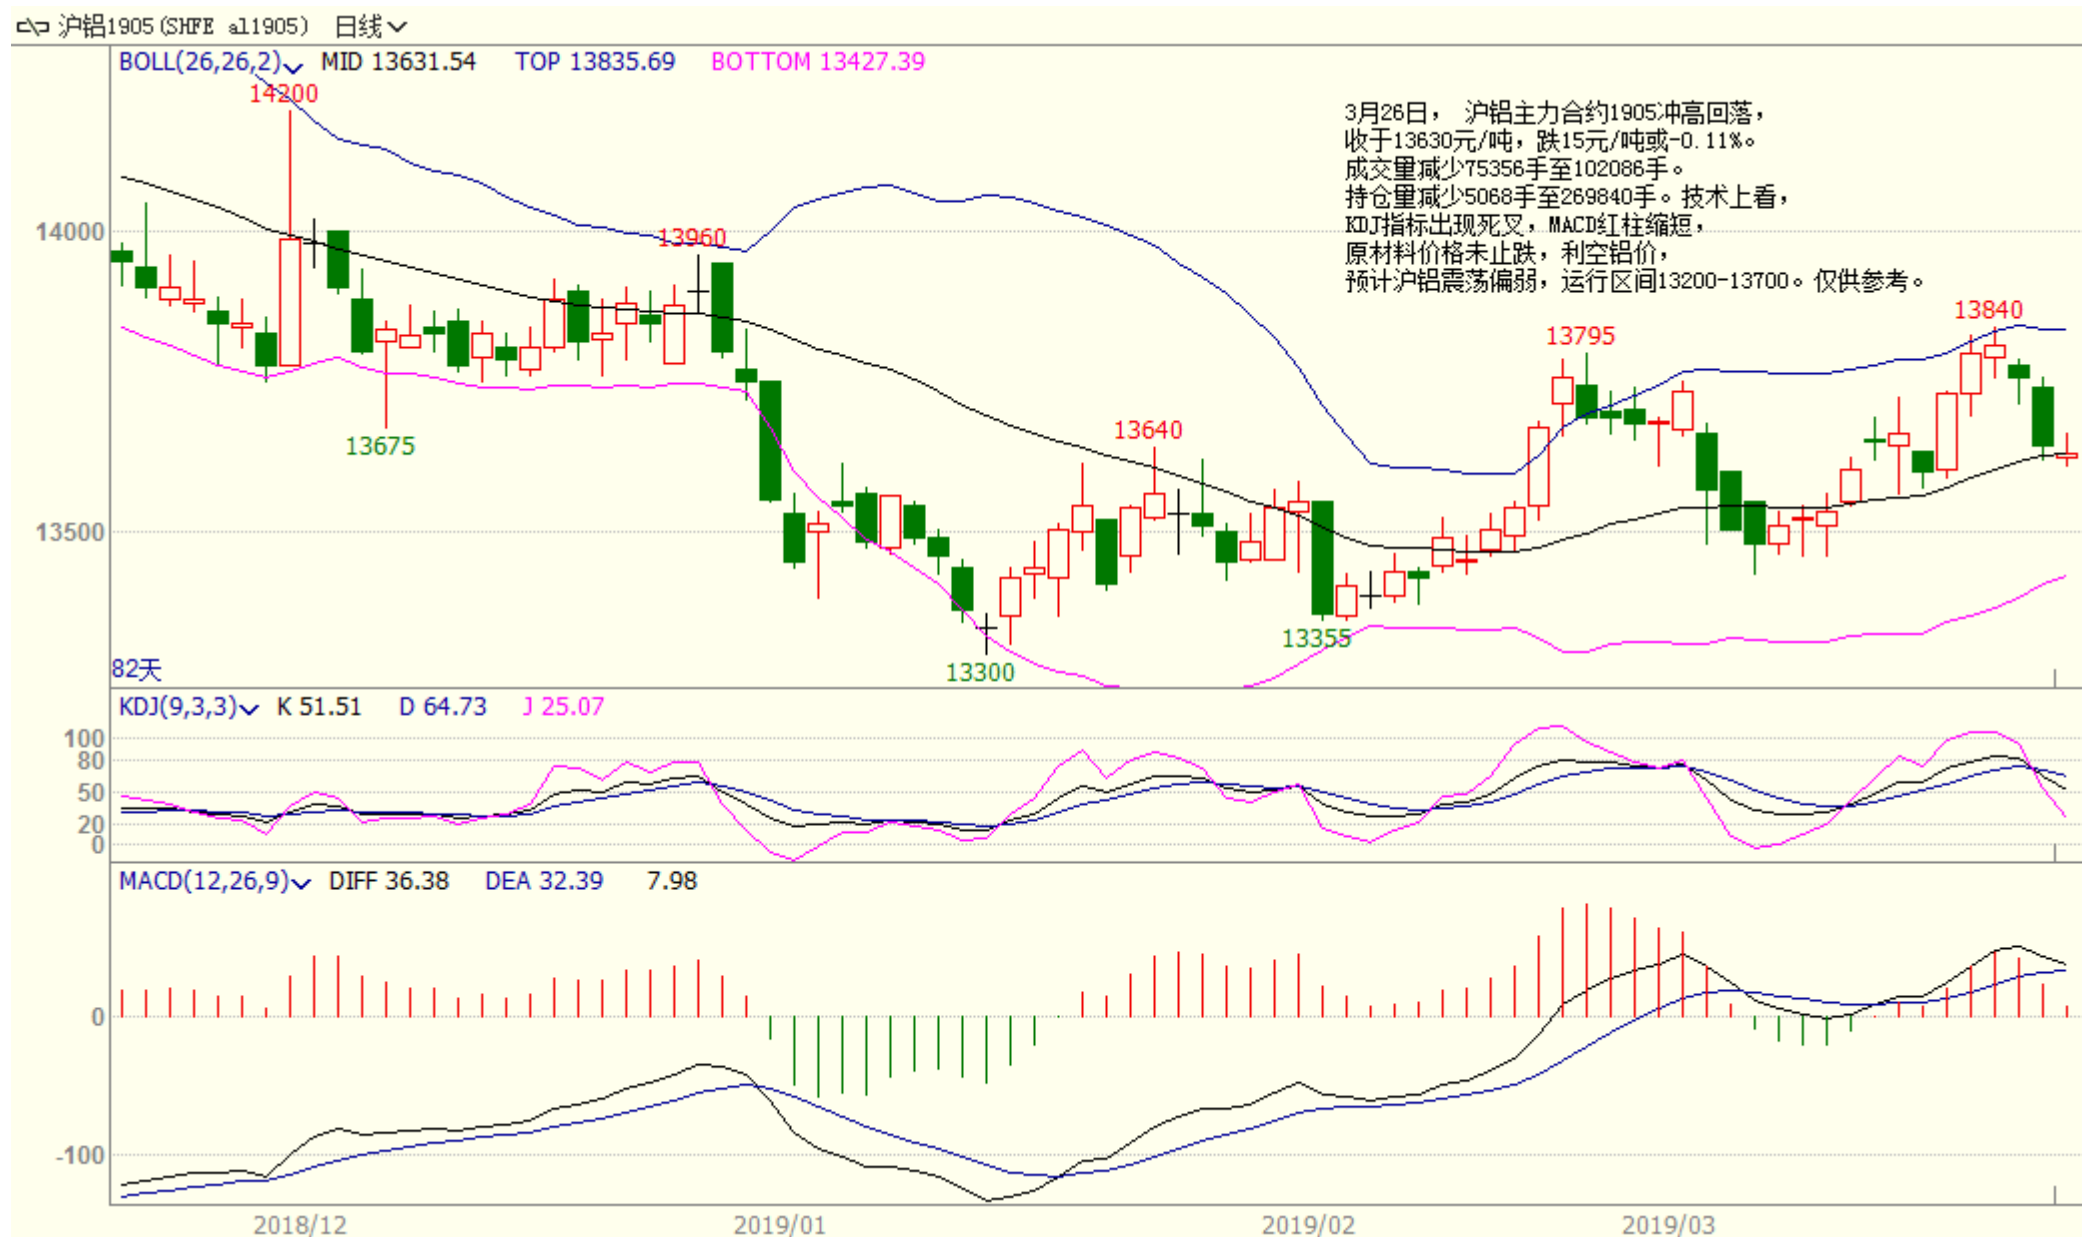 沪铝1905(SHFE al1905) 日线
BOLL(26,26,2) MID 13631.54 TOP 13835.69 BOTTOM 13427.39
14200
3月26日， 沪铝主力合约1905冲高回落，
收于13630元/吨，跌15元/吨或-0.11%。
成交量减少75356手至102086手。
持仓量减少5068手至269840手。技术上看，
KDJ指标出现死叉，MACD红柱缩短，
原材料价格未止跌，利空铝价，
预计沪铝震荡偏弱，运行区间13200-13700。仅供参考。
14000
13960
13840
13795
13675
13640
13500
13355
13300
82天
KDJ(9,3,3) K 51.51 D 64.73 J 25.07
100
80
50
20
0
MACD(12,26,9) DIFF 36.38 DEA 32.39 7.98
0
-100
2018/12 2019/01 2019/02 2019/03